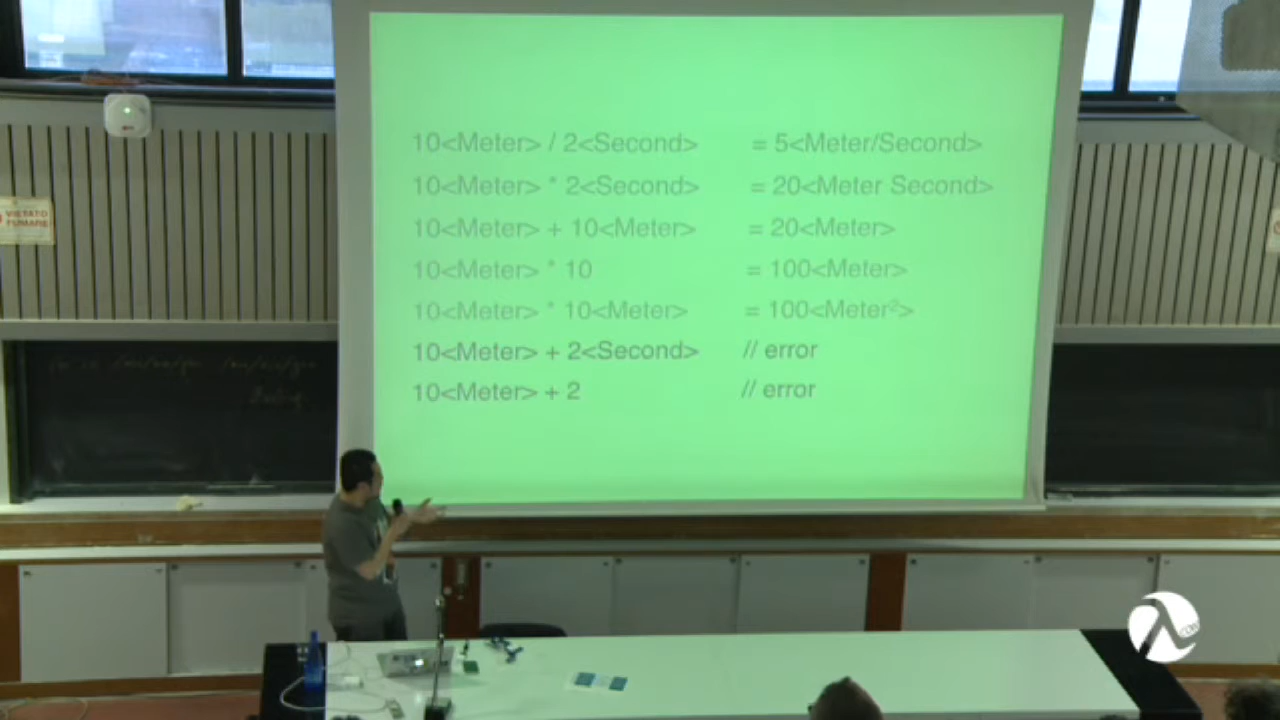 10<Meter> / 2<Second> = 5<Meter/Second>
10<Meter> * 2<Second> = 20<Meter Second>
10<Meter> + 10<Meter> = 20<Meter>
10<Meter> * 10 = 100<Meter>
10<Meter> * 10<Meter> = 100<Meter²>
10<Meter> + 2<Second> // error
10<Meter> + 2 // error
VIETATO
FUMARE